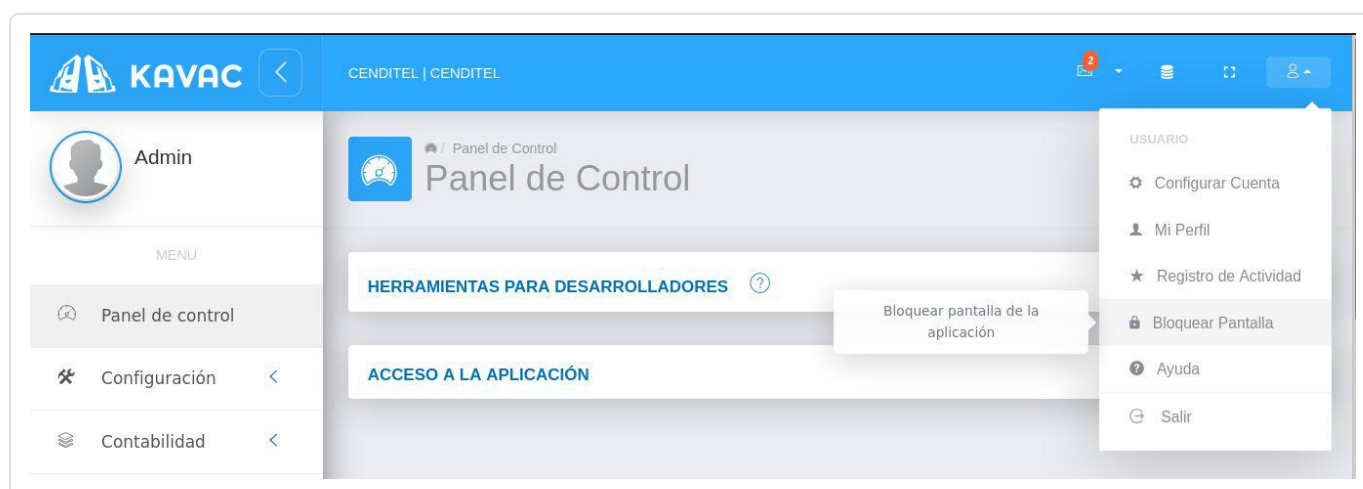 KAVAC
CENDITEL | CENDITEL
2
Admin
MENU
Panel de control
Configuración
Contabilidad
/ Panel de Control
Panel de Control
HERRAMIENTAS PARA DESARROLLADORES ?
ACCESO A LA APLICACIÓN
Bloquear pantalla de la
aplicación
USUARIO
Configurar Cuenta
Mi Perfil
Registro de Actividad
Bloquear Pantalla
Ayuda
Salir